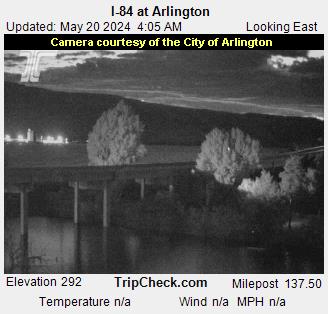 I-84 at Arlington
Updated: May 20 2024 4:05 AM Looking East
Camera courtesy of the City of Arlington
Elevation 292 TripCheck.com Milepost 137.50
Temperature n/a Wind n/a MPH n/a